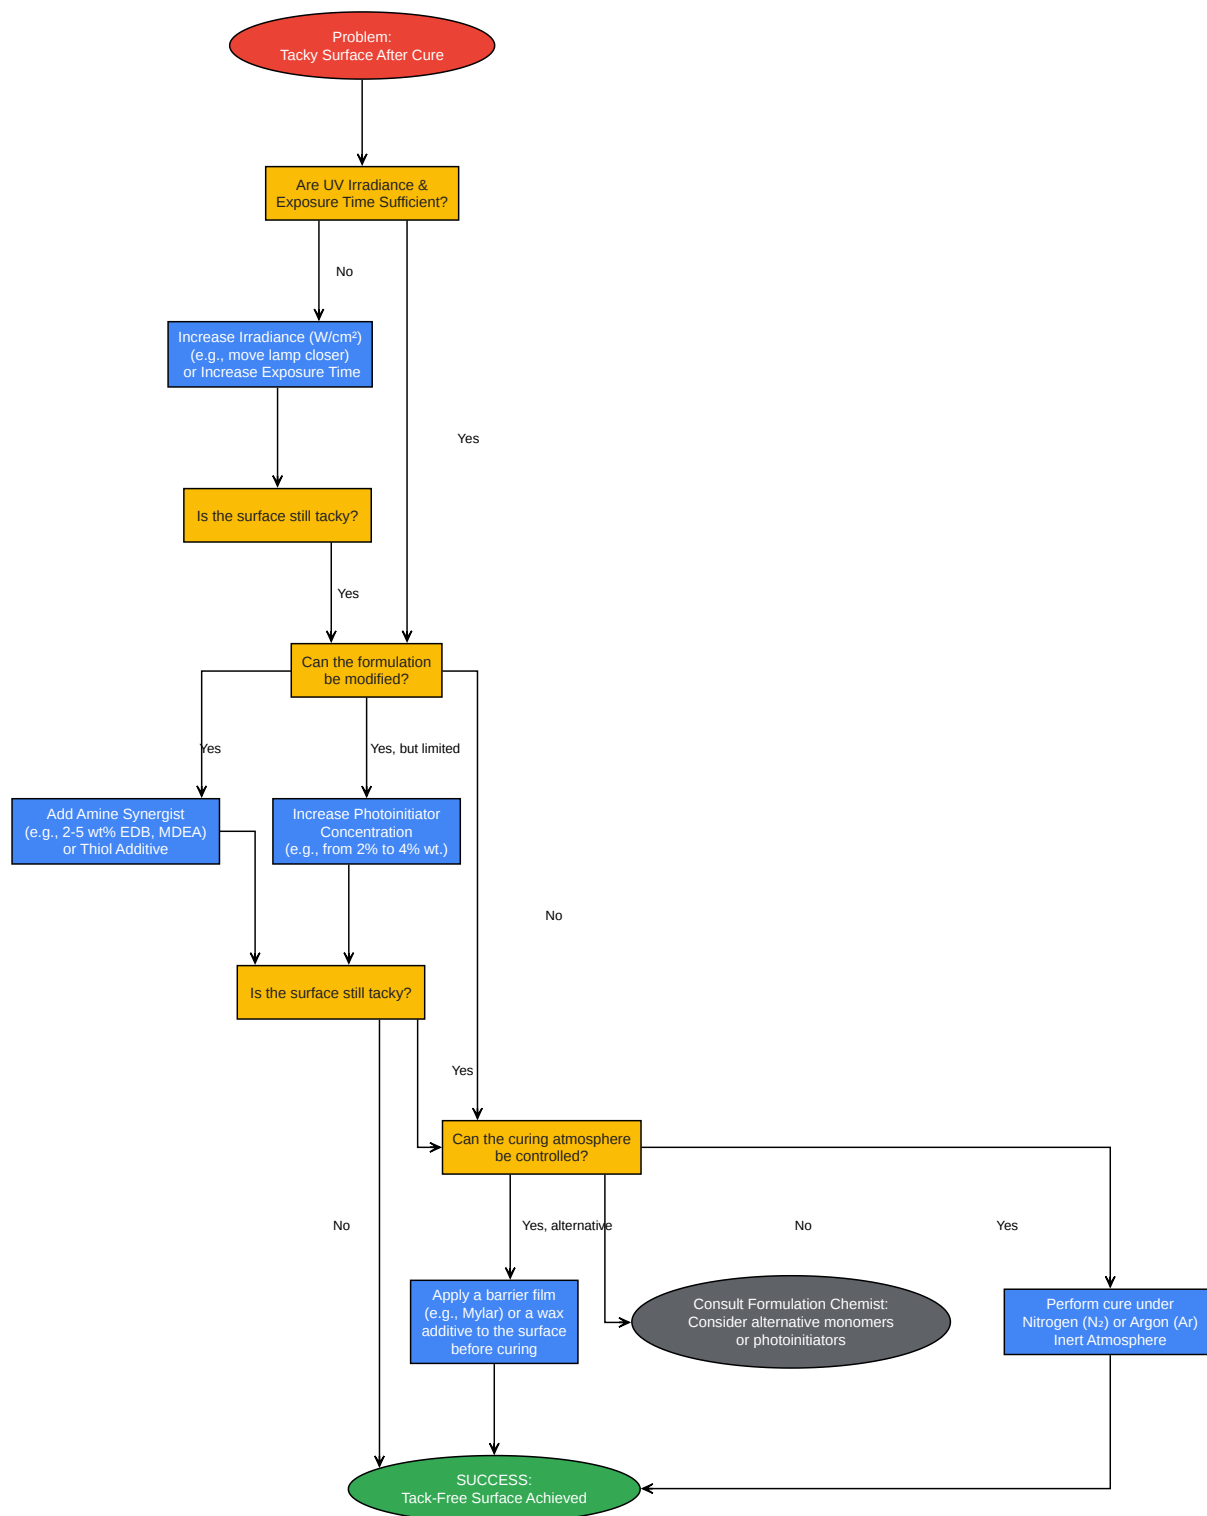 Problem:
Tacky Surface After Cure
Are UV Irradiance &
Exposure Time Sufficient?
No
Increase Irradiance (W/cm²)
(e.g., move lamp closer)
or Increase Exposure Time
Yes
Is the surface still tacky?
Yes
Can the formulation
be modified?
Yes
Yes, but limited
Add Amine Synergist
(e.g., 2-5 wt% EDB, MDEA)
or Thiol Additive
Increase Photoinitiator
Concentration
(e.g., from 2% to 4% wt.)
No
Is the surface still tacky?
Yes
Can the curing atmosphere
be controlled?
No
Yes, alternative
No
Yes
Apply a barrier film
(e.g., Mylar) or a wax
additive to the surface
before curing
Consult Formulation Chemist:
Consider alternative monomers
or photoinitiators
Perform cure under
Nitrogen (N₂) or Argon (Ar)
Inert Atmosphere
SUCCESS:
Tack-Free Surface Achieved